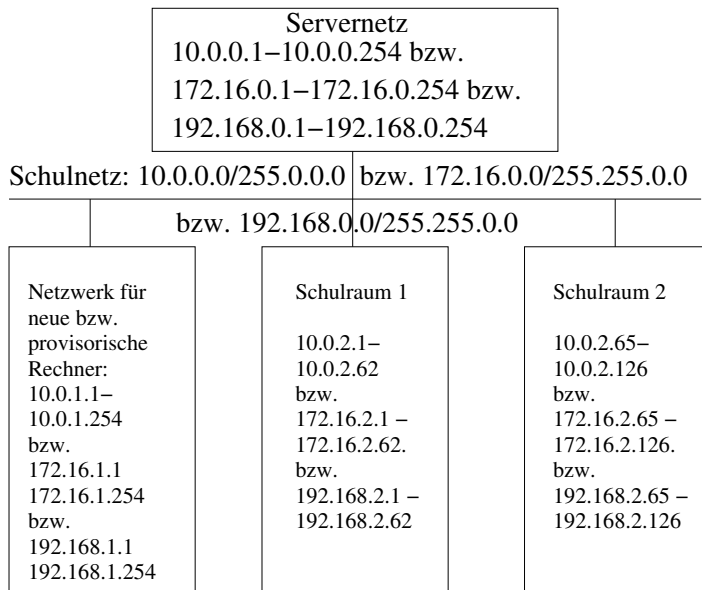 Servernetz
10.0.0.1−10.0.0.254 bzw.
172.16.0.1−172.16.0.254 bzw.
192.168.0.1−192.168.0.254
Schulnetz: 10.0.0.0/255.0.0.0 bzw. 172.16.0.0/255.255.0.0
bzw. 192.168.0.0/255.255.0.0
Netzwerk für
neue bzw.
provisorische
Rechner:
10.0.1.1−
10.0.1.254
bzw.
172.16.1.1
172.16.1.254
bzw.
192.168.1.1
192.168.1.254
Schulraum 1
10.0.2.1−
10.0.2.62
bzw.
172.16.2.1 −
172.16.2.62.
bzw.
192.168.2.1 −
192.168.2.62
Schulraum 2
10.0.2.65−
10.0.2.126
bzw.
172.16.2.65 −
172.16.2.126.
bzw.
192.168.2.65 −
192.168.2.126